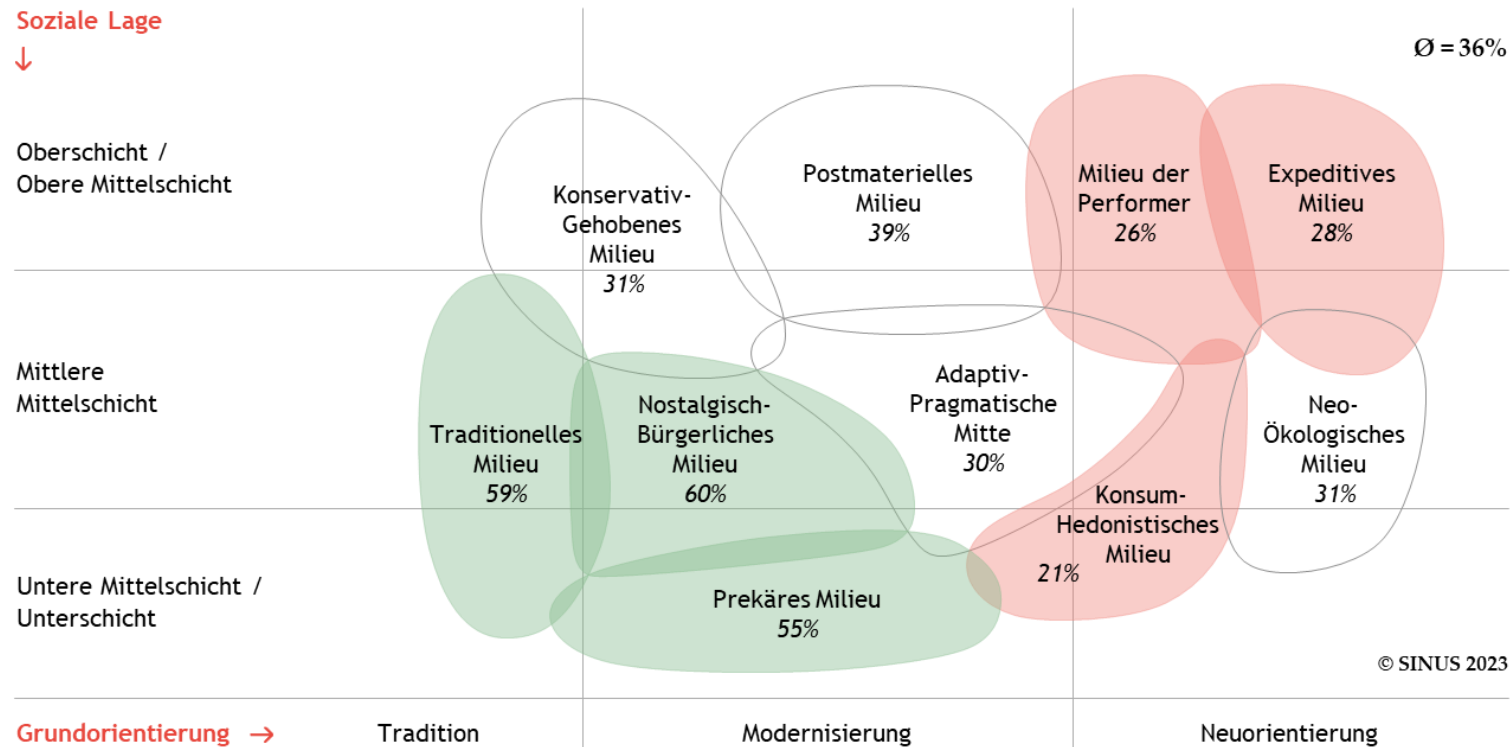 Soziale Lage
↓
Ø = 36%
Oberschicht /
Obere Mittelschicht
Konservativ-
Gehobenes
Milieu
31%
Postmaterielles
Milieu
39%
Milieu der
Performer
26%
Expeditives
Milieu
28%
Mittlere
Mittelschicht
Traditionelles
Milieu
59%
Nostalgisch-
Bürgerliches
Milieu
60%
Adaptiv-
Pragmatische
Mitte
30%
Neo-
Ökologisches
Milieu
31%
Konsum-
Hedonistisches
Milieu
21%
Untere Mittelschicht /
Unterschicht
Prekäres Milieu
55%
© SINUS 2023
Grundorientierung →
Tradition
Modernisierung
Neuorientierung